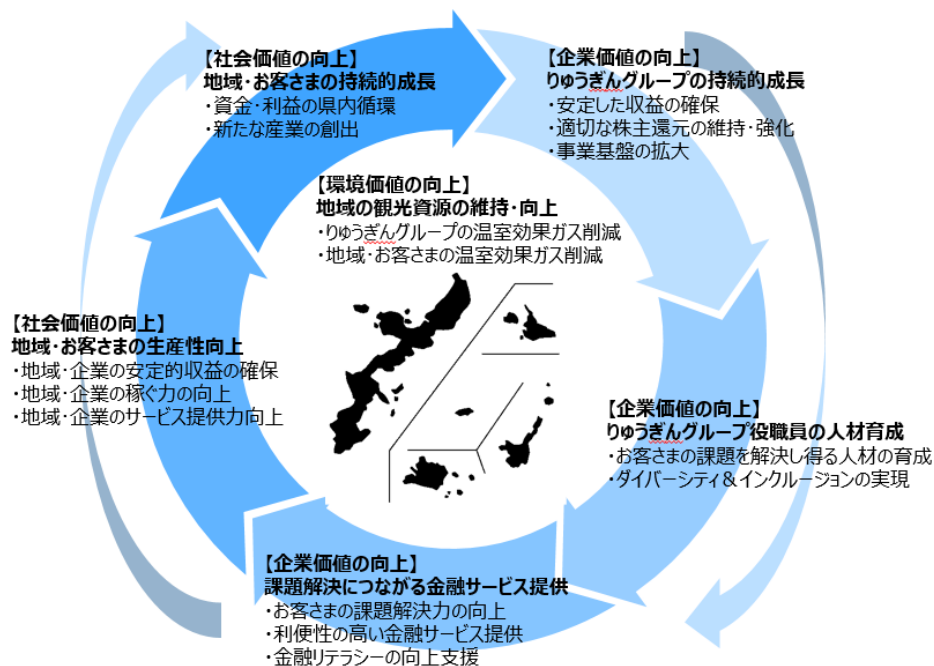 【社会価値の向上】
地域・お客さまの持続的成長
・資金・利益の県内循環
・新たな産業の創出
【企業価値の向上】
りゅうぎんグループの持続的成長
・安定した収益の確保
・適切な株主還元の維持・強化
・事業基盤の拡大
【環境価値の向上】
地域の観光資源の維持・向上
・りゅうぎんグループの温室効果ガス削減
・地域・お客さまの温室効果ガス削減
【社会価値の向上】
地域・お客さまの生産性向上
・地域・企業の安定的収益の確保
・地域・企業の稼ぐ力の向上
・地域・企業のサービス提供力向上
【企業価値の向上】
りゅうぎんグループ役職員の人材育成
・お客さまの課題を解決し得る人材の育成
・ダイバーシティ&インクルージョンの実現
【企業価値の向上】
課題解決につながる金融サービス提供
・お客さまの課題解決力の向上
・利便性の高い金融サービス提供
・金融リテラシーの向上支援